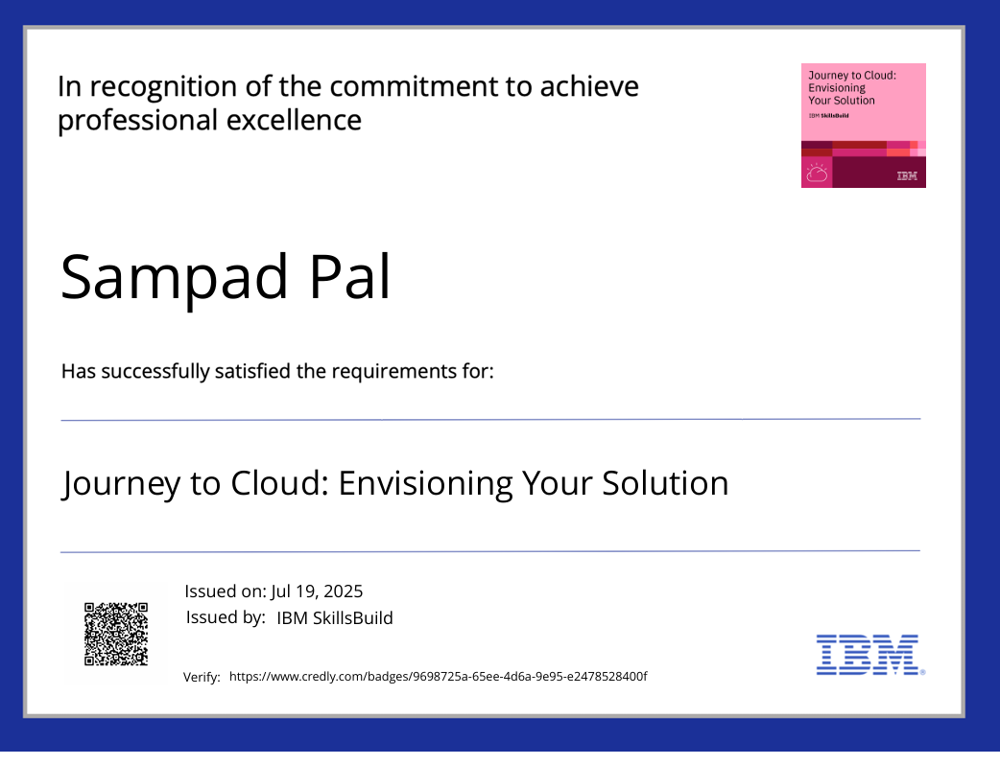 In recognition of the commitment to achieve
professional excellence
Journey to Cloud:
Envisioning
Your Solution
IBM SkillsBuild
IBM
Sampad Pal
Has successfully satisfied the requirements for:
Journey to Cloud: Envisioning Your Solution
Issued on: Jul 19, 2025
Issued by: IBM SkillsBuild
IBM®
Verify: https://www.credly.com/badges/9698725a-65ee-4d6a-9e95-e2478528400f